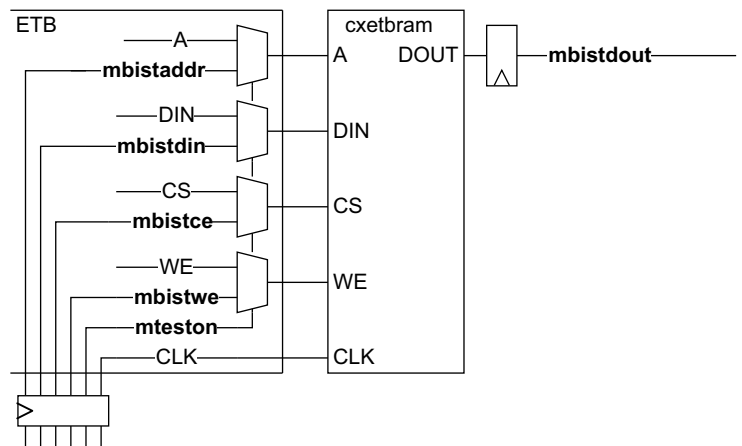 ETB
cxetbram
A
A
DOUT
mbistdout
mbistaddr
DIN
DIN
mbistdin
CS
CS
mbistce
WE
WE
mbistwe
mteston
CLK
CLK